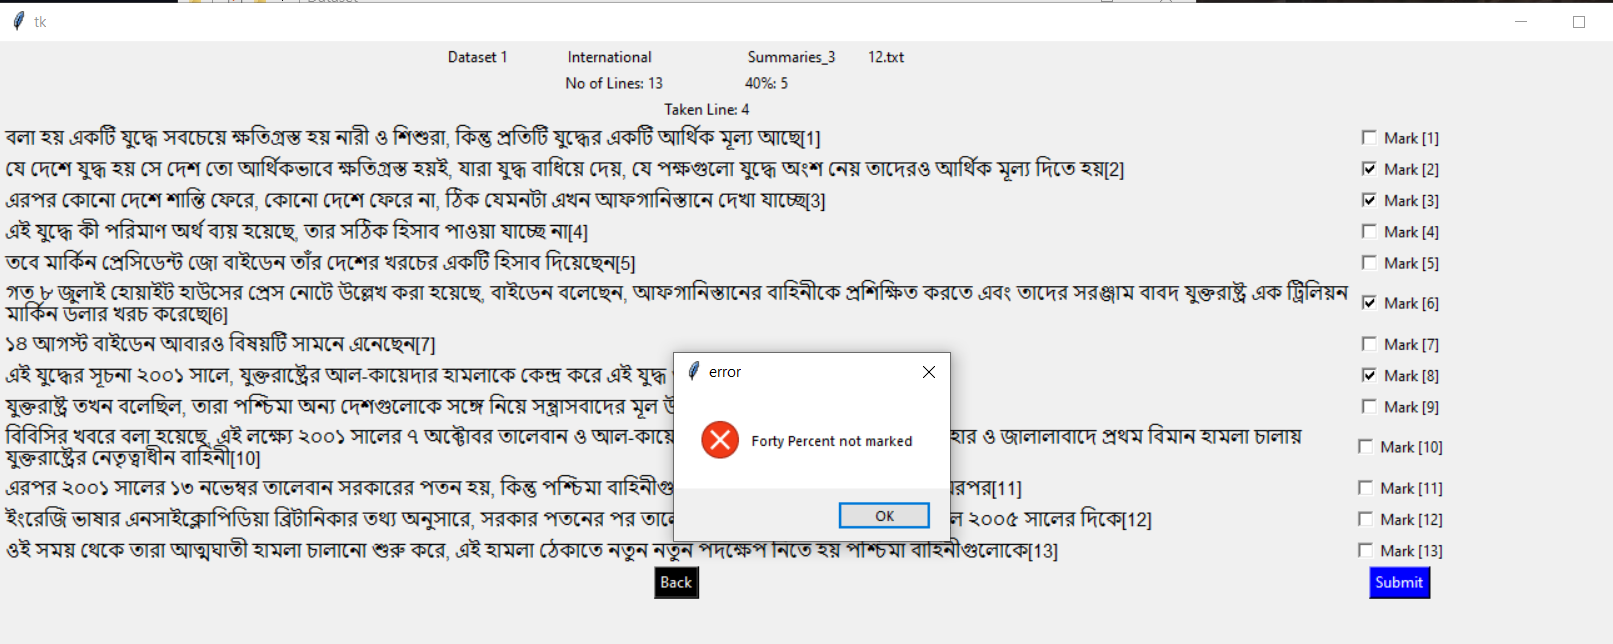 tk
Dataset 1 International Summaries_3 12.txt
No of Lines: 13 40%: 5
Taken Line: 4
বলা হয় একটি যুদ্ধে সবচেয়ে ক্ষতিগ্রস্ত হয় নারী ও শিশুরা, কিন্তু প্রতিটি যুদ্ধের একটি আর্থিক মূল্য আছে[1] Mark [1]
যে দেশে যুদ্ধ হয় সে দেশ তো আর্থিকভাবে ক্ষতিগ্রস্ত হয়ই, যারা যুদ্ধ বাধিয়ে দেয়, যে পক্ষগুলো যুদ্ধে অংশ নেয় তাদেরও আর্থিক মূল্য দিতে হয়[2] Mark [2]
এরপর কোনো দেশে শান্তি ফেরে, কোনো দেশে ফেরে না, ঠিক যেমনটা এখন আফগানিস্তানে দেখা যাচ্ছে[3] Mark [3]
এই যুদ্ধে কী পরিমাণ অর্থ ব্যয় হয়েছে, তার সঠিক হিসাব পাওয়া যাচ্ছে না[4] Mark [4]
তবে মার্কিন প্রেসিডেন্ট জো বাইডেন তাঁর দেশের খরচের একটি হিসাব দিয়েছেন[5] Mark [5]
গত ৮ জুলাই হোয়াইট হাউসের প্রেস নোটে উল্লেখ করা হয়েছে, বাইডেন বলেছেন, আফগানিস্তানের বাহিনীকে প্রশিক্ষিত করতে এবং তাদের সরঞ্জাম বাবদ যুক্তরাষ্ট্র এক ট্রিলিয়ন
মার্কিন ডলার খরচ করেছে[6] Mark [6]
১৪ আগস্ট বাইডেন আবারও বিষয়টি সামনে এনেছেন[7] Mark [7]
এই যুদ্ধের সূচনা ২০০১ সালে, যুক্তরাষ্ট্রের আল-কায়েদার হামলাকে কেন্দ্র করে এই যুদ্ধ Mark [8]
যুক্তরাষ্ট্র তখন বলেছিল, তারা পশ্চিমা অন্য দেশগুলোকে সঙ্গে নিয়ে সন্ত্রাসবাদের মূল Mark [9]
বিবিসির খবরে বলা হয়েছে, এই লক্ষ্যে ২০০১ সালের ৭ অক্টোবর তালেবান ও আল-কায়ে ও জালালাবাদে প্রথম বিমান হামলা চালায়
যুক্তরাষ্ট্রের নেতৃত্বাধীন বাহিনী[10] Mark [10]
এরপর ২০০১ সালের ১৩ নভেম্বর তালেবান সরকারের পতন হয়, কিন্তু পশ্চিমা বাহিনীগু [11] Mark [11]
ইংরেজি ভাষার এনসাইক্লোপিডিয়া ব্রিটানিকার তথ্য অনুসারে, সরকার পতনের পর তালে ২০০৫ সালের দিকে[12] Mark [12]
ওই সময় থেকে তারা আত্মঘাতী হামলা চালানো শুরু করে, এই হামলা ঠেকাতে নতুন নতুন পদক্ষেপ নিতে হয় পশ্চিমা বাহিনীগুলোকে[13] Mark [13]
error
Forty Percent not marked
OK
Back Submit